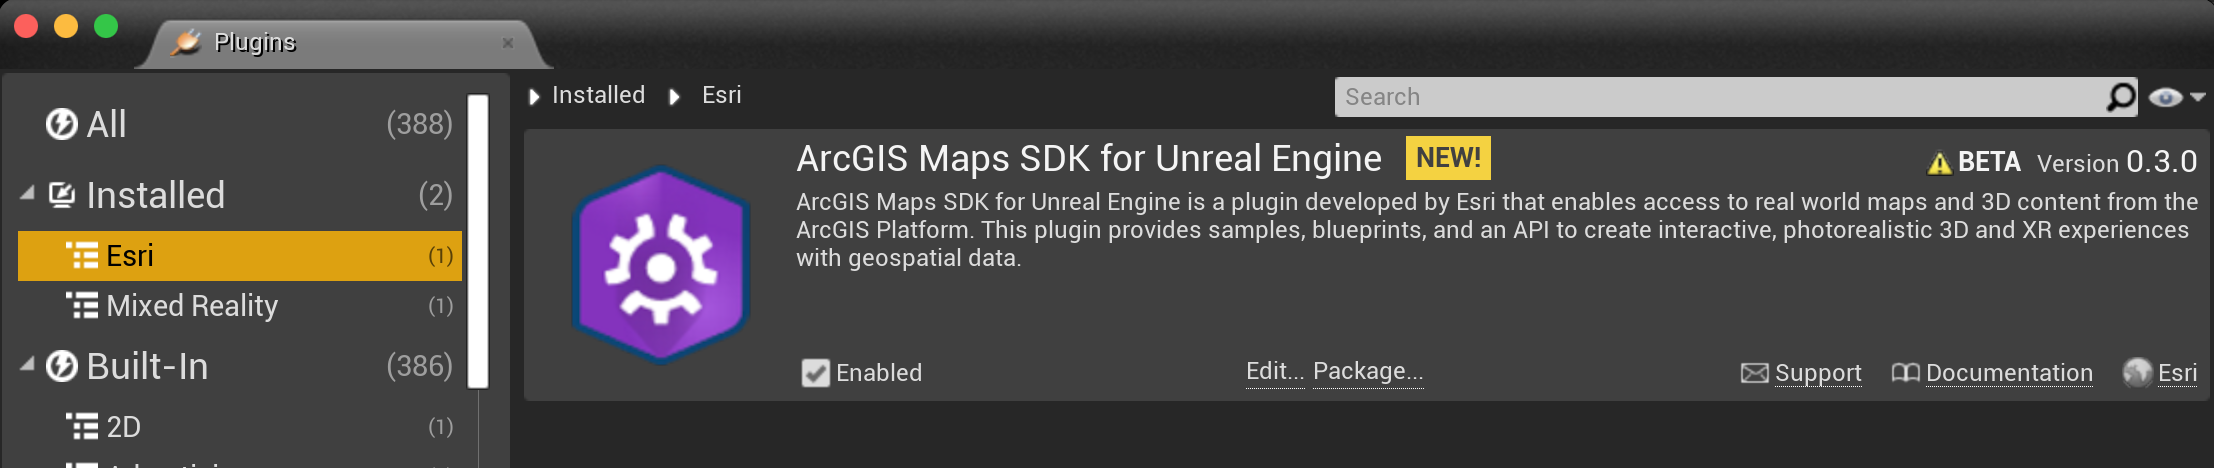 Plugins
All (388)
Installed (2)
Esri (1)
Mixed Reality (1)
Built-In (386)
2D (1)
Installed Esri
Search
ArcGIS Maps SDK for Unreal Engine NEW!
BETA Version 0.3.0
ArcGIS Maps SDK for Unreal Engine is a plugin developed by Esri that enables access to real world maps and 3D content from the
ArcGIS Platform. This plugin provides samples, blueprints, and an API to create interactive, photorealistic 3D and XR experiences
with geospatial data.
Enabled
Edit... Package...
Support Documentation Esri